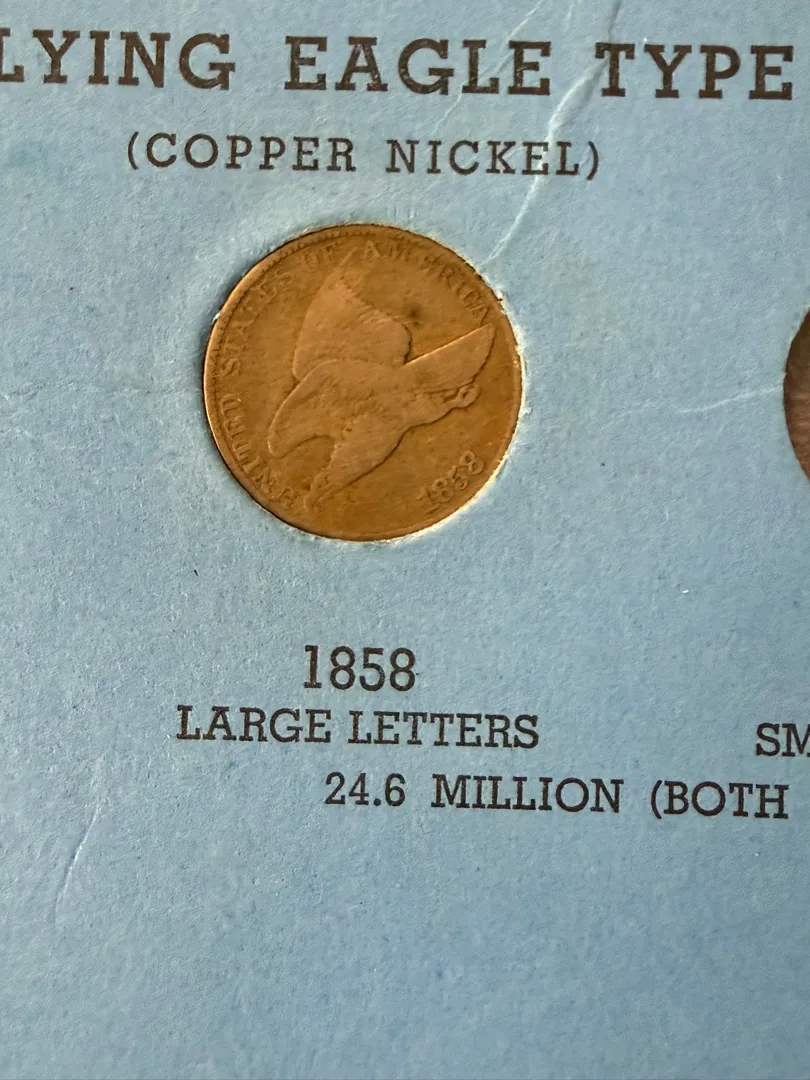 LYING EAGLE TYPE
(COPPER NICKEL)
UNITED STATES OF AMERICA
1858
1858
LARGE LETTERS
SM
24.6 MILLION (BOTH